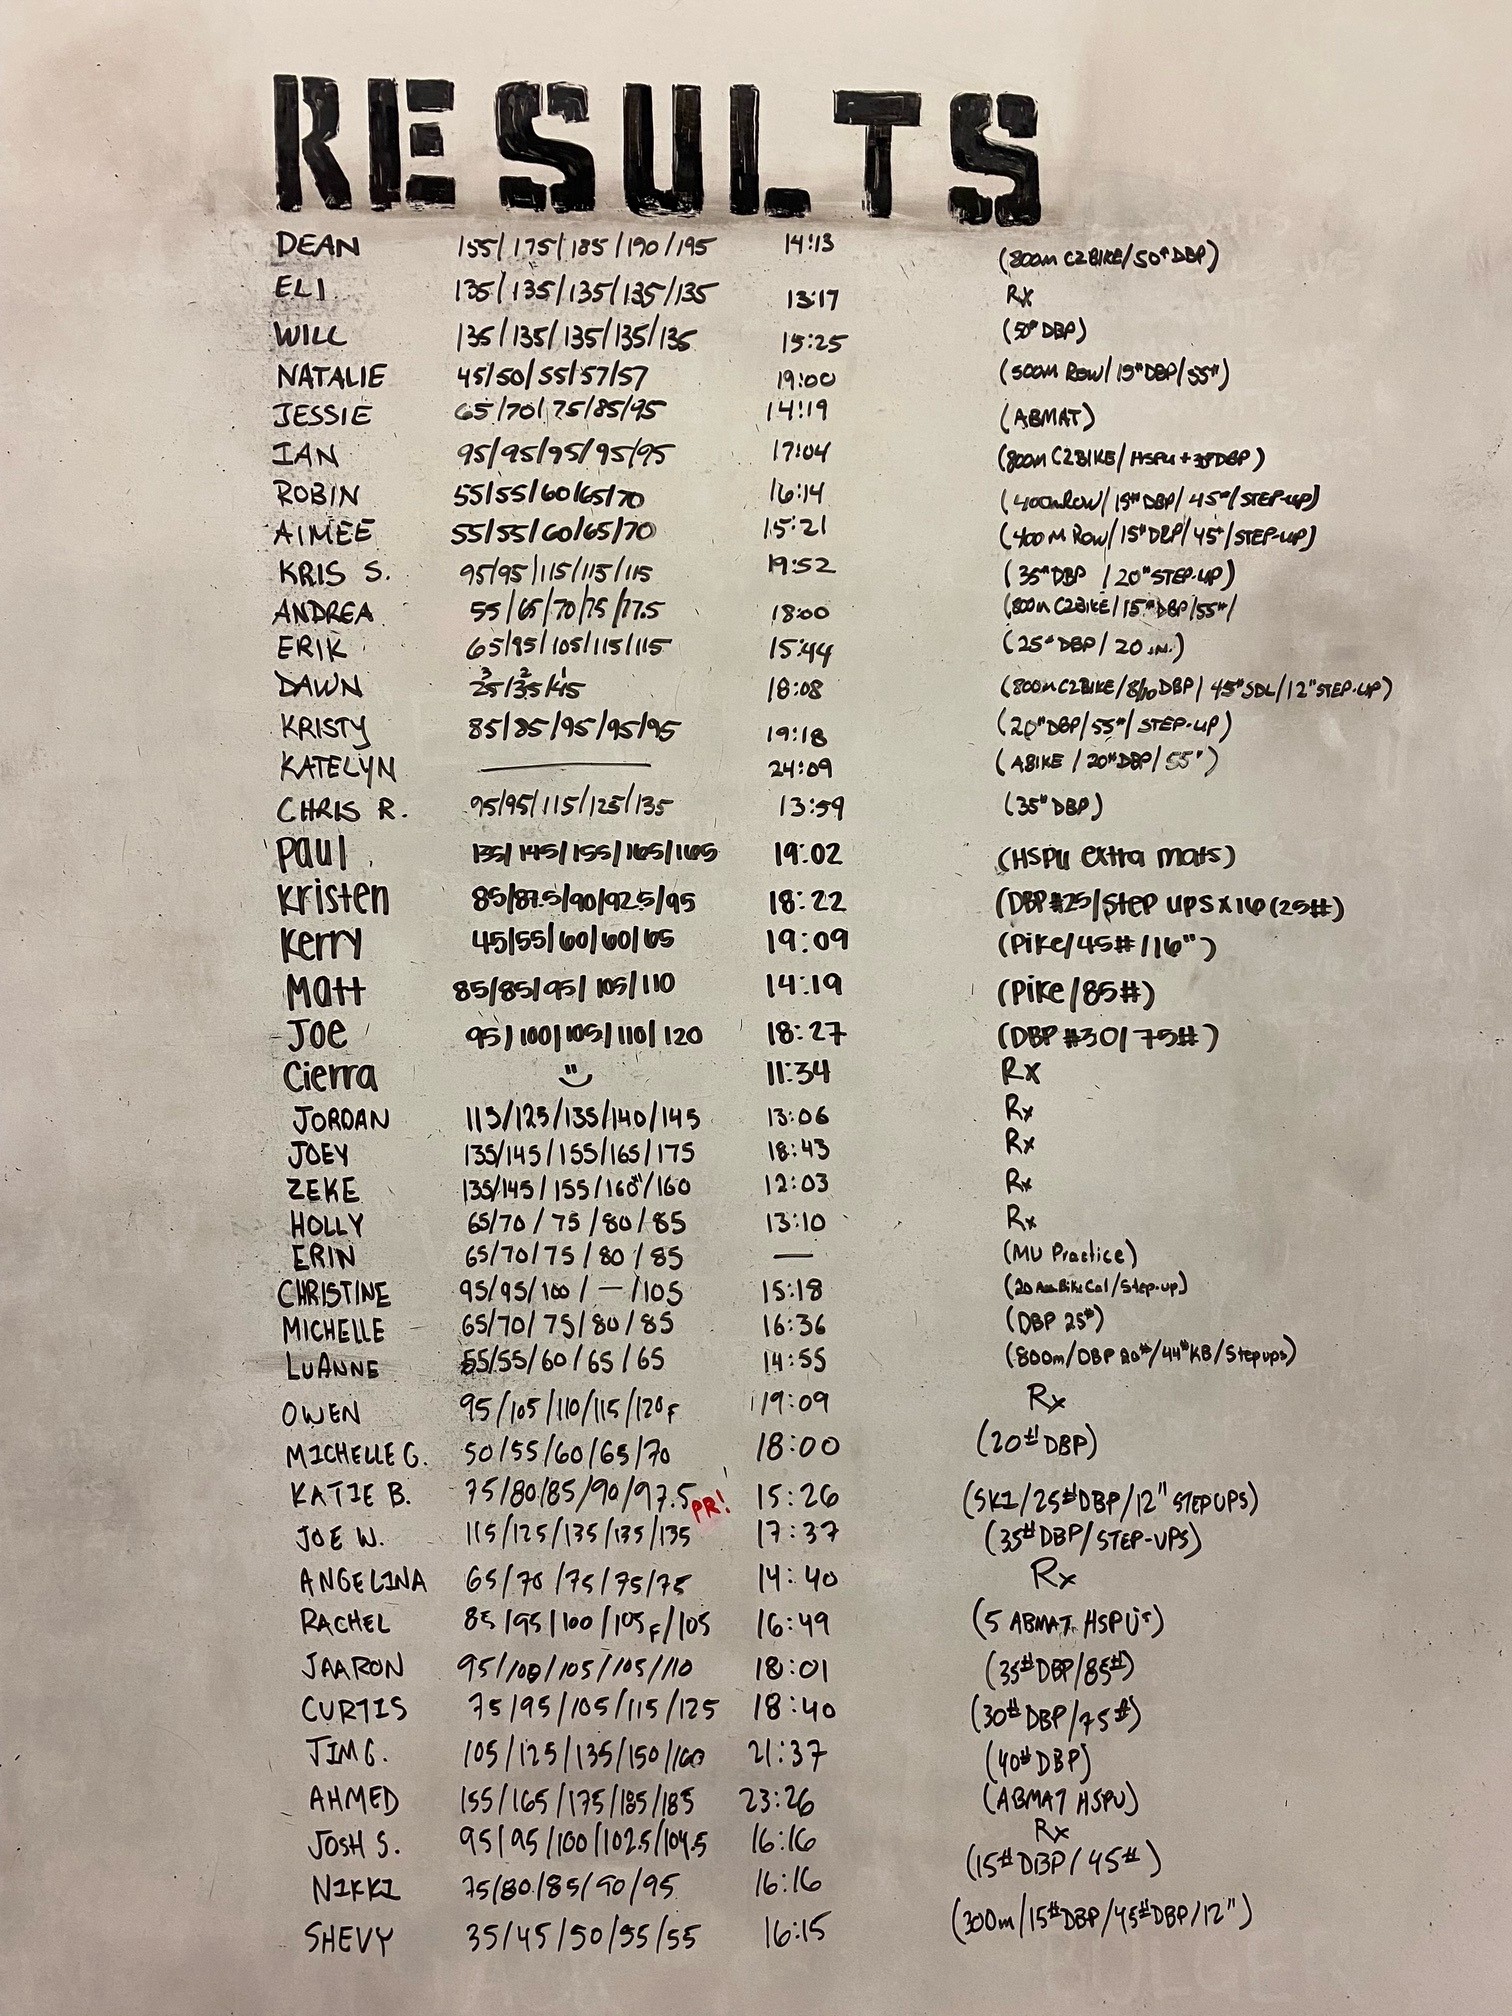 RESULTS
DEAN 155/175/185/190/195 14:13 (800m C2BIKE/50# DBP)
ELI 135/135/135/135/135 13:17 Rx
WILL 135/135/135/135/135 15:25 (50# DBP)
NATALIE 45/50/55/57/57 19:00 (500m Row/15# DBP/55#)
JESSIE 65/70/75/85/95 14:19 (ABMAT)
IAN 95/95/95/95/95 17:04 (800m C2BIKE/HSPU + DBP)
ROBIN 55/55/60/65/70 16:14 (400m Row/15# DBP/45#/STEP-UP)
AIMEE 55/55/60/65/70 15:21 (400m Row/15# DBP/45#/STEP-UP)
KRIS S. 95/95/115/115/115 19:52 (35# DBP / 20" STEP-UP)
ANDREA 55/65/70/75/77.5 18:00 (800m C2BIKE/15# DBP/55#/
ERIK 65/85/105/115/115 15:44 (25# DBP/20 IN.)
DAWN 18:08 (800m C2BIKE/8/10 DBP/45# SDL/12" STEP-UP)
KRISTY 85/85/95/95/95 19:18 (20# DBP/55#/STEP-UP)
KATELYN —— 24:09 (ABIKE/20# DBP/55#)
CHRIS R. 95/95/115/125/135 13:59 (35# DBP)
Paul 135/145/155/165/165 19:02 (HSPU extra mats)
Kristen 85/87.5/90/92.5/95 18:22 (DBP #25/Step ups x 16 (25#)
Kerry 45/55/60/60/65 19:09 (Pike/45#/16")
Matt 85/85/95/105/110 14:19 (Pike/85#)
Joe 95/100/105/110/120 18:27 (DBP #30/75#)
Cierra 11:34 Rx
JORDAN 115/125/135/140/145 13:06 Rx
JOEY 135/145/155/165/175 18:43 Rx
ZEKE 135/145/155/160"/160 12:03 Rx
HOLLY 65/70/75/80/85 13:10 Rx
ERIN 65/70/75/80/85 — (MU Practice)
CHRISTINE 95/95/100/—/105 15:18 (20 Bike Cal/Step-up)
MICHELLE 65/70/75/80/85 16:36 (DBP 25#)
LUANNE 55/55/60/65/65 14:55 (800m/DBP 20#/44# KB/Stepups)
OWEN 95/105/110/115/120F 19:09 Rx
MICHELLE G. 50/55/60/65/70 18:00 (20# DBP)
KATIE B. 75/80/85/90/97.5 PR! 15:26 (SKI/25# DBP/12" STEPUPS)
JOE W. 115/125/135/135/135 17:37 (35# DBP/STEP-UPS)
ANGELINA 65/70/75/75/75 14:40 Rx
RACHEL 85/95/100/105F/105 16:49 (5 ABMAT HSPU's)
JAARON 95/100/105/105/110 18:01 (35# DBP/85#)
CURTIS 75/95/105/115/125 18:40 (30# DBP/75#)
JIM G. 105/125/135/150/160 21:37 (40# DBP)
AHMED 155/165/175/185/185 23:26 (ABMAT HSPU)
JOSH S. 95/95/100/102.5/104.5 16:16 Rx
NIKKI 75/80/85/90/95 16:16 (15# DBP/45#)
SHEVY 35/45/50/55/55 16:15 (300m/15# DBP/45# DBP/12")